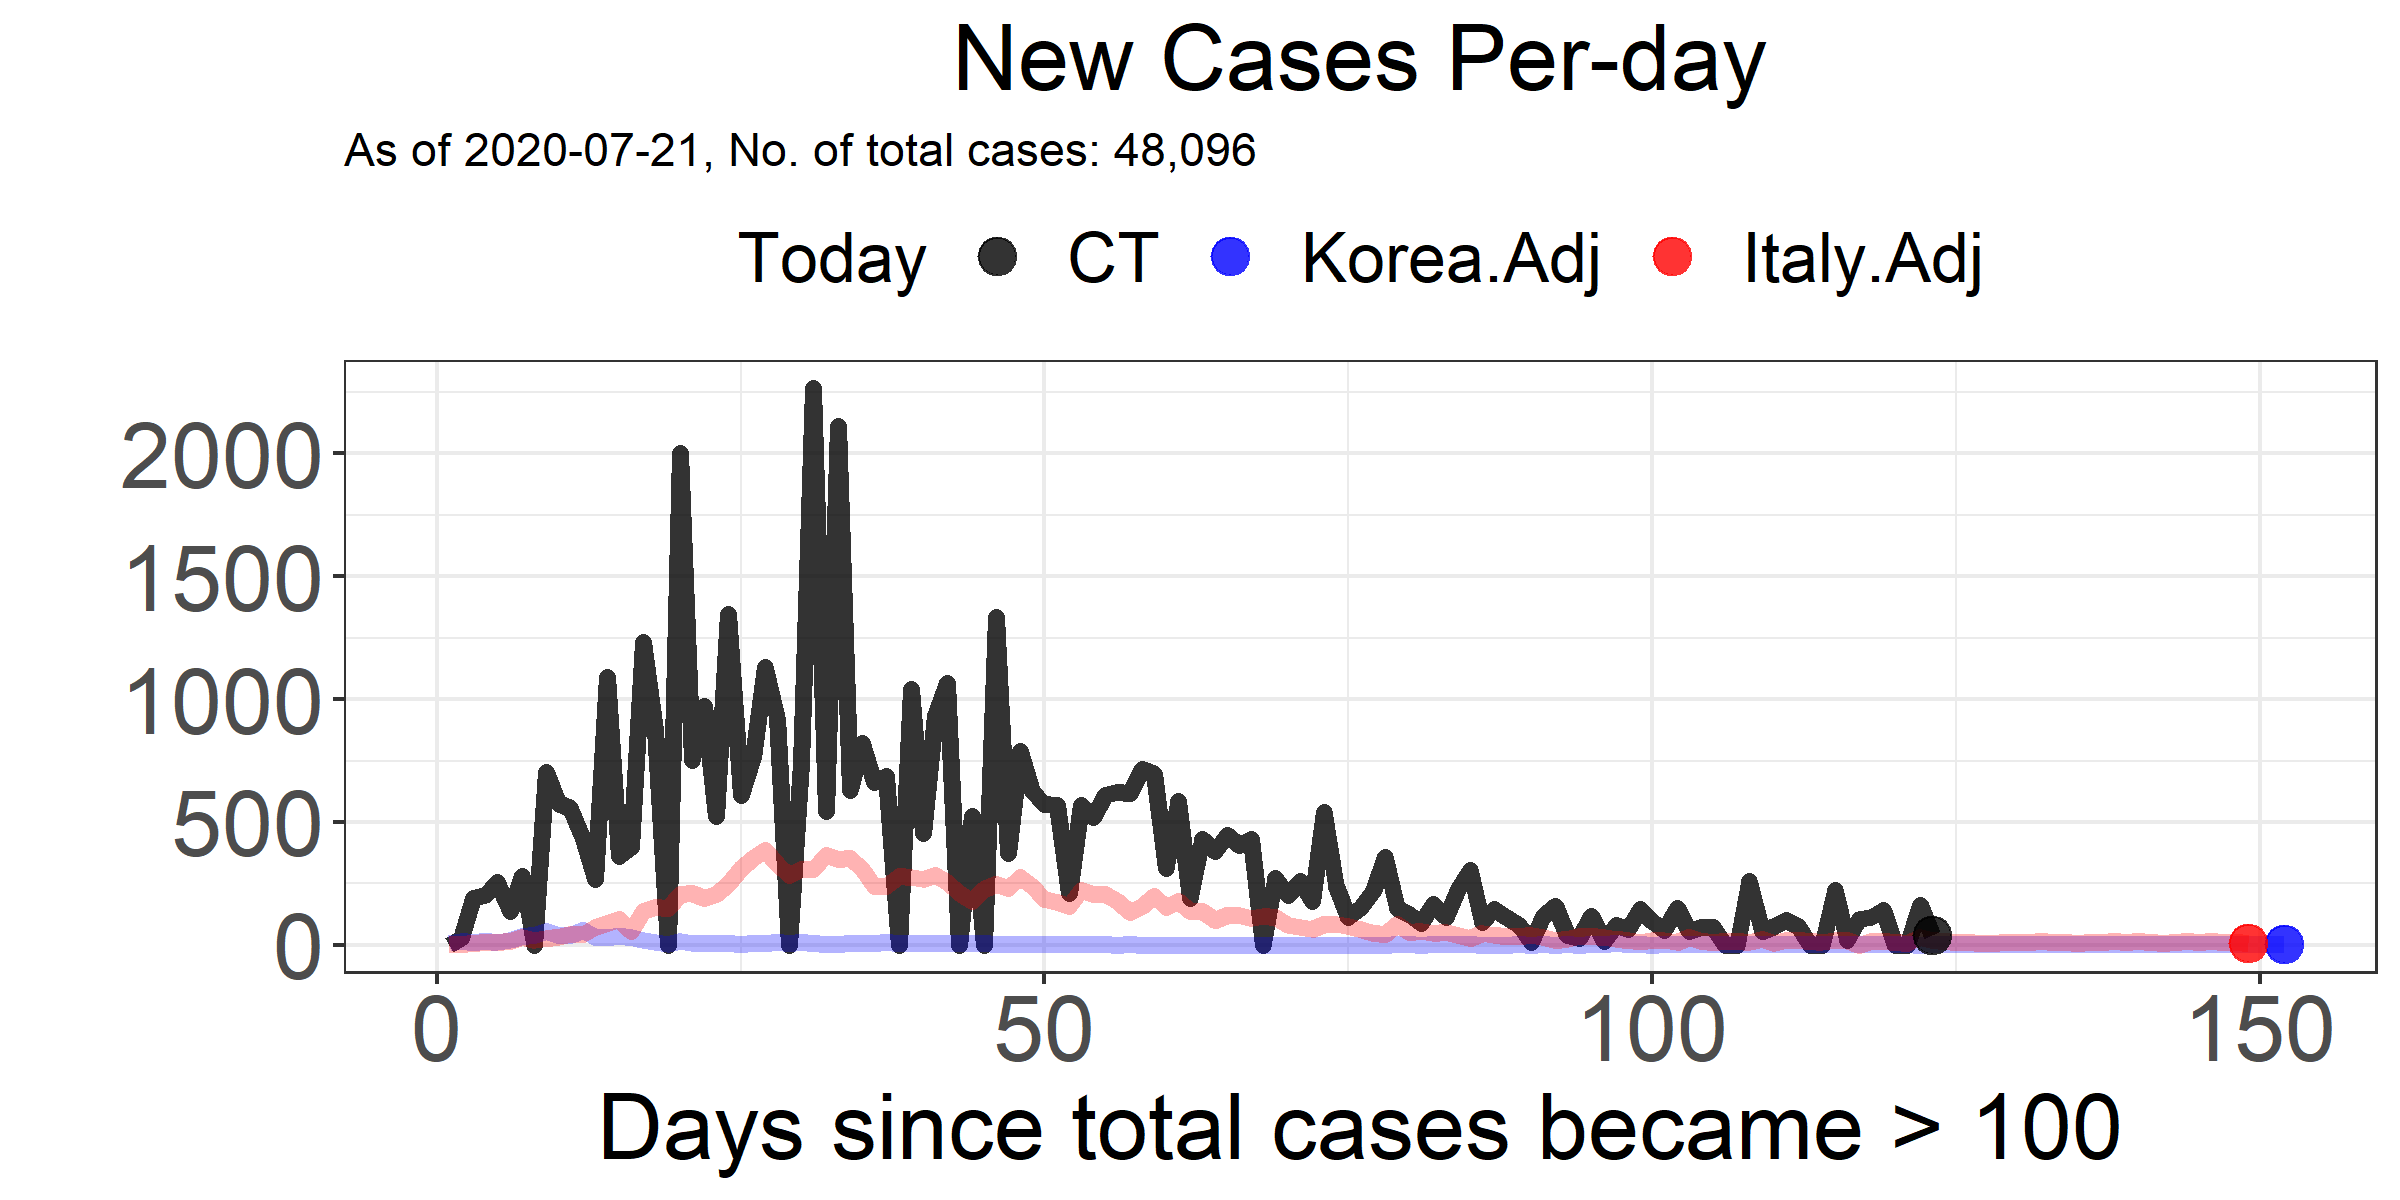 New Cases Per-day
As of 2020-07-21, No. of total cases: 48,096
Today CT Korea.Adj Italy.Adj
2000
1500
1000
500
0
0 50 100 150
Days since total cases became > 100